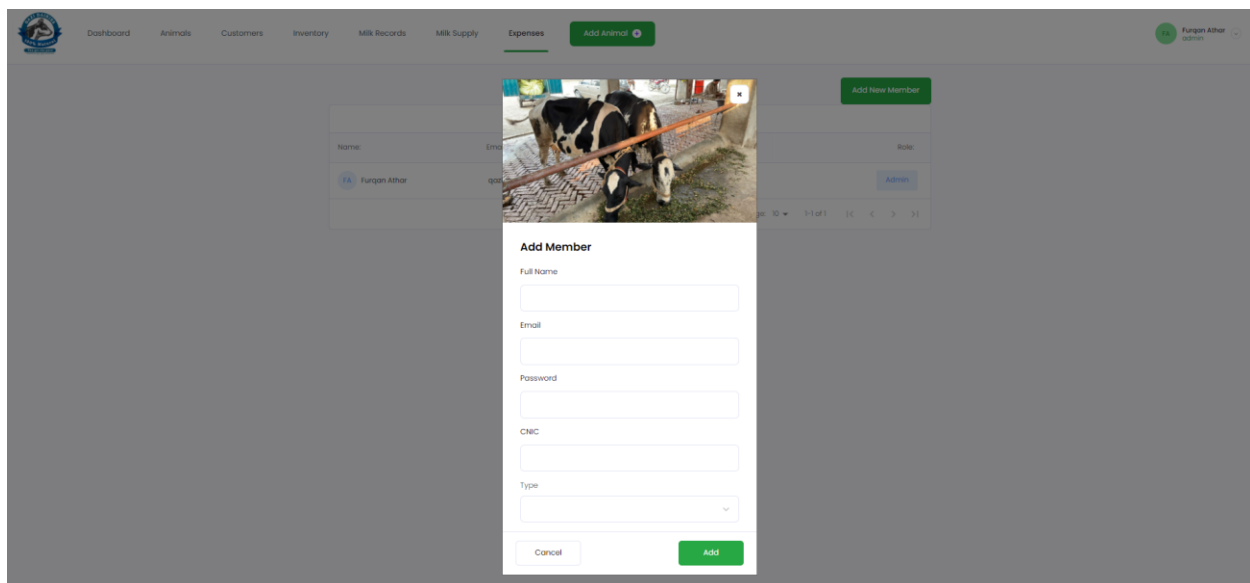 Dashboard
Animals
Customers
Inventory
Milk Records
Milk Supply
Expenses
Add Animal
FA
Furqan Athar
admin
Add New Member
Name:
Role:
FA
Furqan Athar
Admin
10
1-1 of 1
Add Member
Full Name
Email
Password
CNIC
Type
Cancel
Add